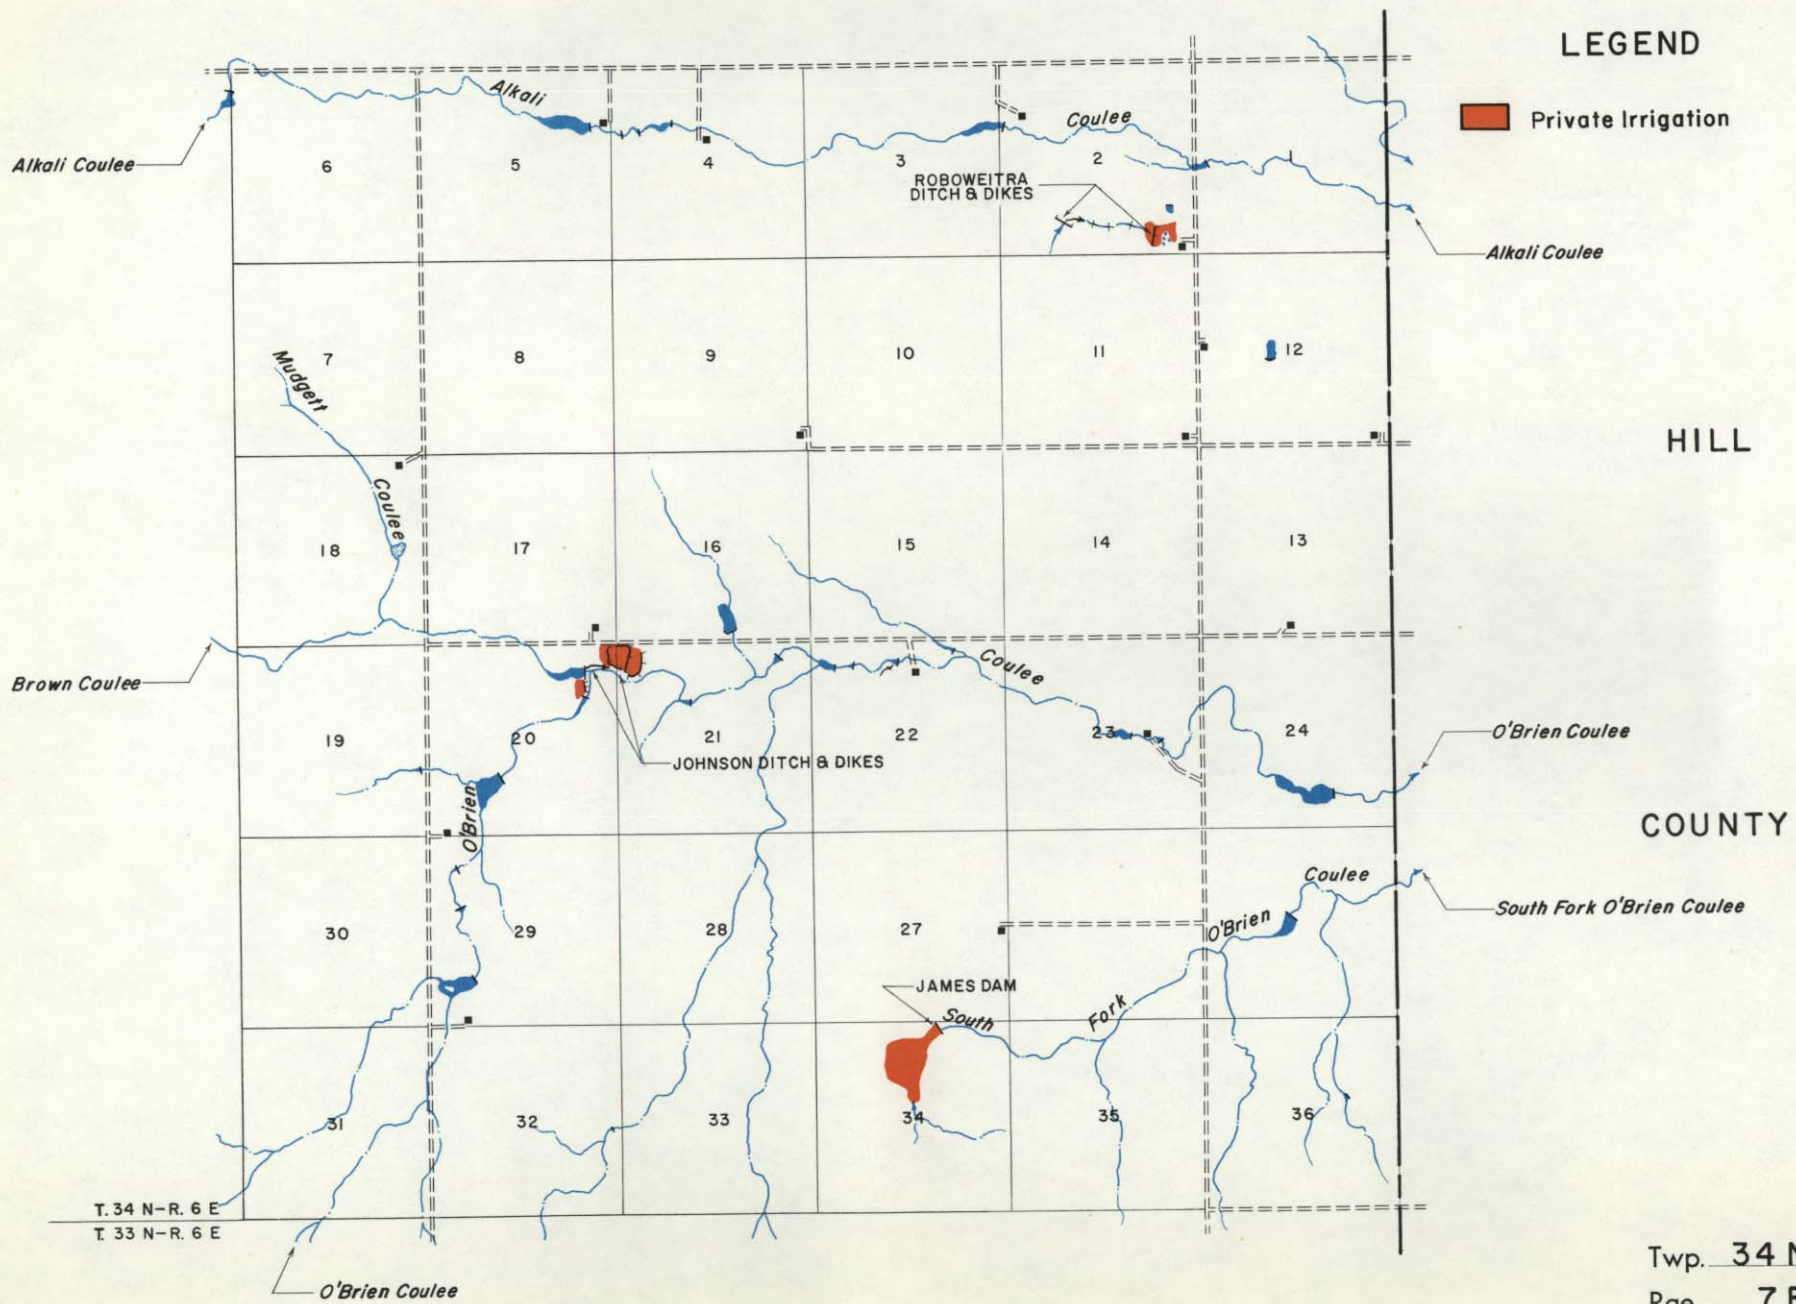 LEGEND
Private Irrigation
Alkali
Coulee
Alkali Coulee
6
5
4
3
2
ROBOWEITRA
DITCH & DIKES
Alkali Coulee
Mudgett
7
8
9
10
11
12
HILL
Coulee
18
17
16
15
14
13
Brown Coulee
Coulee
19
20
21
22
23
24
O'Brien Coulee
JOHNSON DITCH & DIKES
O'Brien
COUNTY
Coulee
30
29
28
27
O'Brien
South Fork O'Brien Coulee
JAMES DAM
South
Fork
31
32
33
34
35
36
T. 34 N-R. 6 E
T. 33 N-R. 6 E
O'Brien Coulee
Twp. 34 N
7